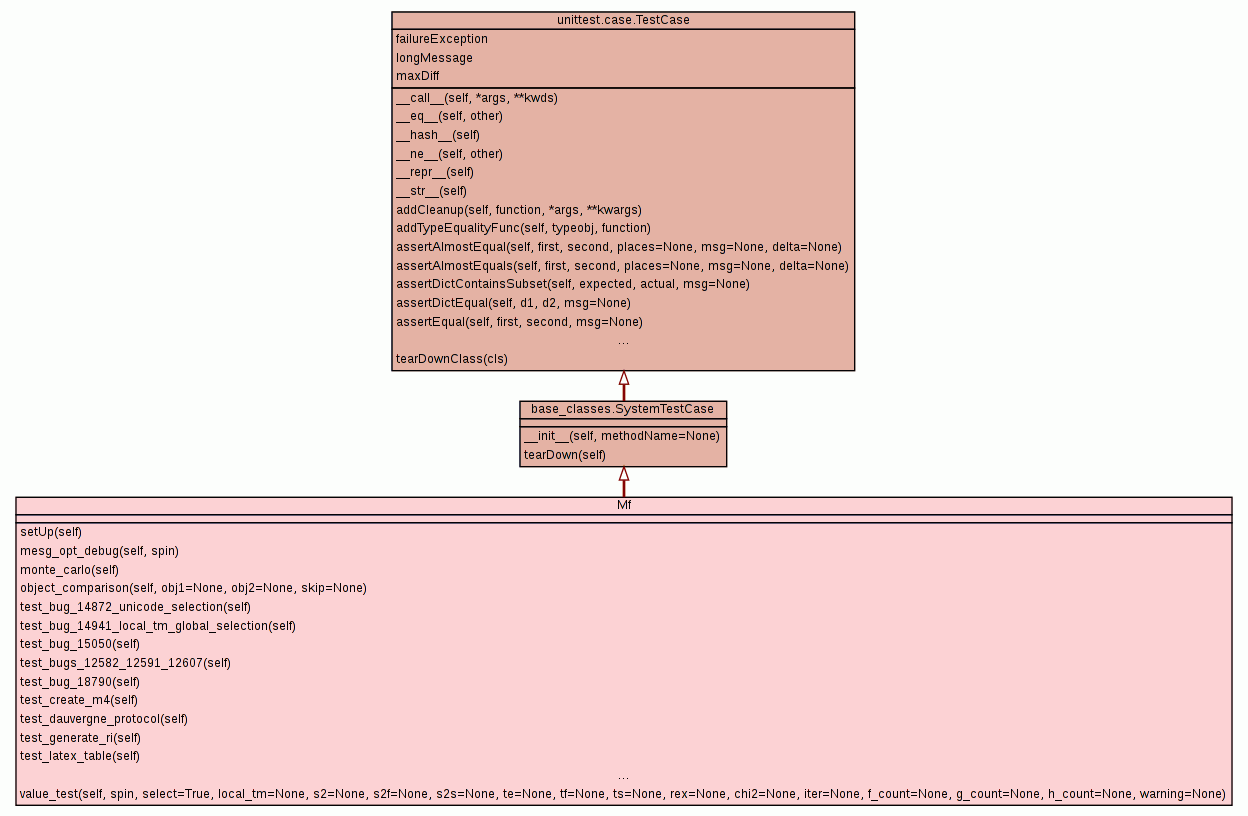 unittest.case.TestCase
failureException
longMessage
maxDiff
__call__(self, *args, **kwds)
__eq__(self, other)
__hash__(self)
__ne__(self, other)
__repr__(self)
__str__(self)
addCleanup(self, function, *args, **kwargs)
addTypeEqualityFunc(self, typeobj, function)
assertAlmostEqual(self, first, second, places=None, msg=None, delta=None)
assertAlmostEquals(self, first, second, places=None, msg=None, delta=None)
assertDictContainsSubset(self, expected, actual, msg=None)
assertDictEqual(self, d1, d2, msg=None)
assertEqual(self, first, second, msg=None)
...
tearDownClass(cls)
base_classes.SystemTestCase
__init__(self, methodName=None)
tearDown(self)
Mf
setUp(self)
mesg_opt_debug(self, spin)
monte_carlo(self)
object_comparison(self, obj1=None, obj2=None, skip=None)
test_bug_14872_unicode_selection(self)
test_bug_14941_local_tm_global_selection(self)
test_bug_15050(self)
test_bugs_12582_12591_12607(self)
test_bug_18790(self)
test_create_m4(self)
test_dauvergne_protocol(self)
test_generate_ri(self)
test_latex_table(self)
...
value_test(self, spin, select=True, local_tm=None, s2=None, s2f=None, s2s=None, te=None, tf=None, ts=None, rex=None, chi2=None, iter=None, f_count=None, g_count=None, h_count=None, warning=None)